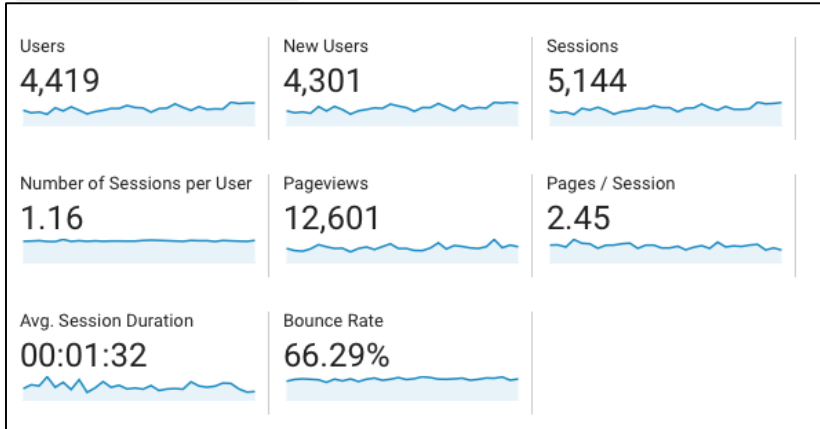 Users
4,419
New Users
4,301
Sessions
5,144
Number of Sessions per User
1.16
Pageviews
12,601
Pages / Session
2.45
Avg. Session Duration
00:01:32
Bounce Rate
66.29%